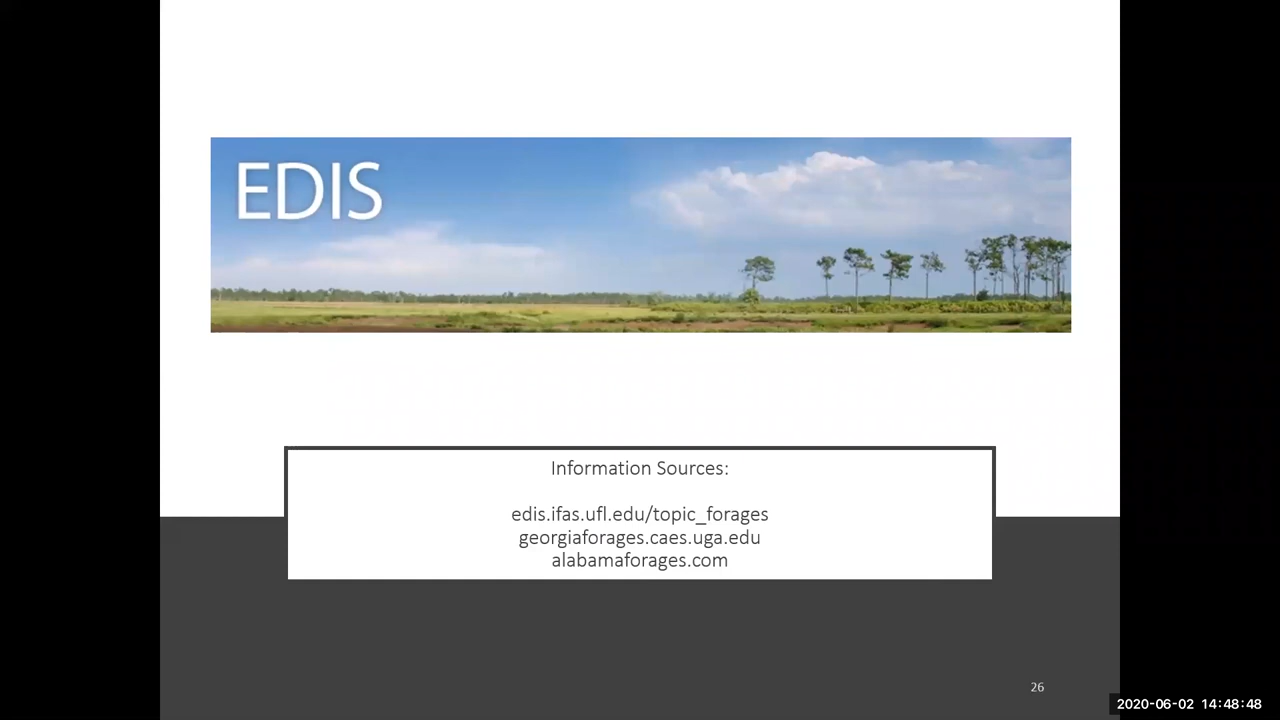 EDIS
Information Sources:
edis.ifas.ufl.edu/topic_forages
georgiaforages.caes.uga.edu
alabamaforages.com
26
2020-06-02 14:48:48